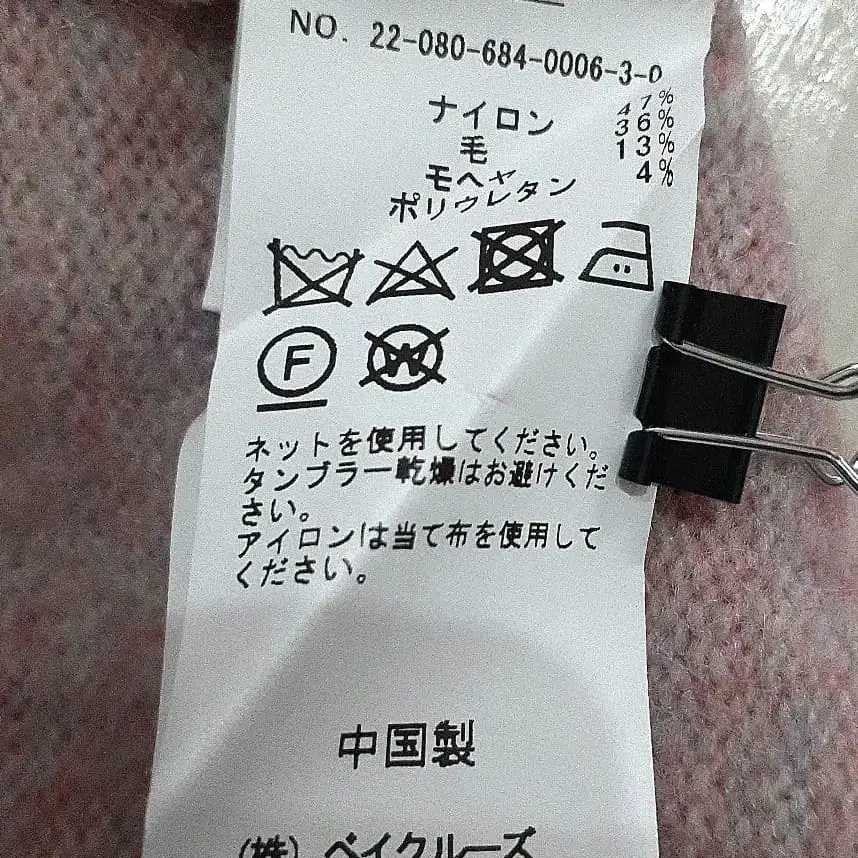 NO. 22-080-684-0006-3-0
ナイロン 47%
毛 36%
モヘヤ 13%
ポリウレタン 4%
F W
ネットを使用してください。
タンブラー乾燥はお避けくだ
さい。
アイロンは当て布を使用して
ください。
中国製
(株) ベイクルーズ